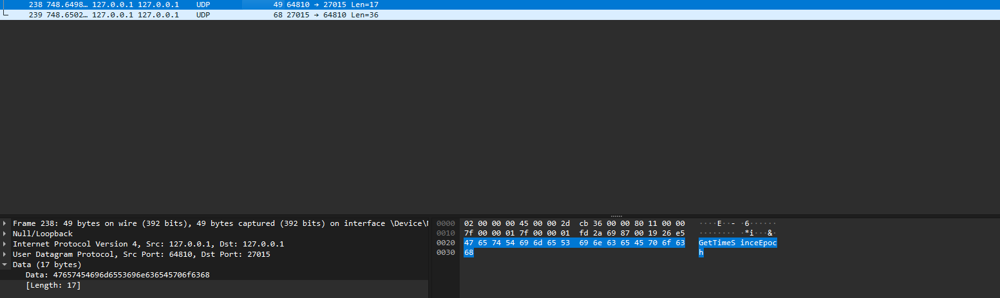 238 748.6498… 127.0.0.1 127.0.0.1 UDP 49 64810 → 27015 Len=17
239 748.6502… 127.0.0.1 127.0.0.1 UDP 68 27015 → 64810 Len=36
Frame 238: 49 bytes on wire (392 bits), 49 bytes captured (392 bits) on interface \Device\
Null/Loopback
Internet Protocol Version 4, Src: 127.0.0.1, Dst: 127.0.0.1
User Datagram Protocol, Src Port: 64810, Dst Port: 27015
Data (17 bytes)
Data: 47657454696d6553696e636545706f6368
[Length: 17]
0000 02 00 00 00 45 00 00 2d cb 36 00 00 80 11 00 00 ····E··- ·6······
0010 7f 00 00 01 7f 00 00 01 fd 2a 69 87 00 19 26 e5 ········ ·*i···&·
0020 47 65 74 54 69 6d 65 53 69 6e 63 65 45 70 6f 63 GetTimeS inceEpoc
0030 68 h